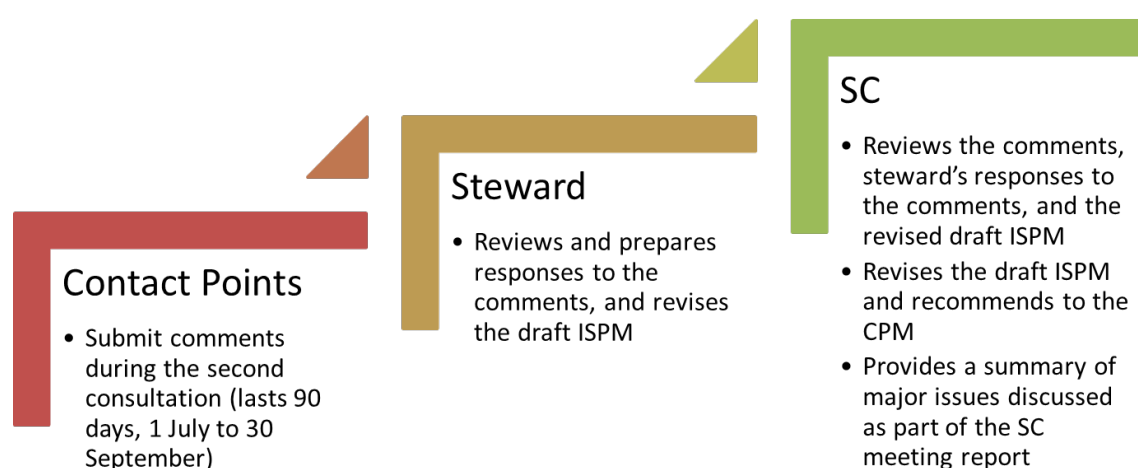 Contact Points
• Submit comments
during the second
consultation (lasts 90
days, 1 July to 30
September)
Steward
• Reviews and prepares
responses to the
comments, and revises
the draft ISPM
SC
• Reviews the comments,
steward’s responses to
the comments, and the
revised draft ISPM
• Revises the draft ISPM
and recommends to the
CPM
• Provides a summary of
major issues discussed
as part of the SC
meeting report